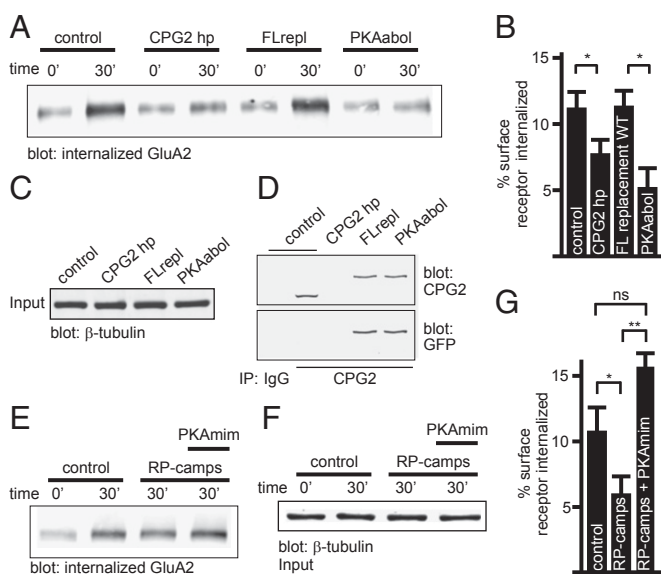 A
control CPG2 hp FLrepl PKAabol
time 0' 30' 0' 30' 0' 30' 0' 30'
blot: internalized GluA2
B
% surface
receptor internalized
15
10
5
* *
control
CPG2 hp
FL replacement WT
PKAabol
C
control CPG2 hp FLrepl PKAabol
Input
blot: β-tubulin
D
control CPG2 hp FLrepl PKAabol
blot:
CPG2
blot:
GFP
IP: IgG CPG2
E
PKAmim
control RP-camps
time 0' 30' 30' 30'
blot: internalized GluA2
F
PKAmim
control RP-camps
time 0' 30' 30' 30'
blot: β-tubulin
Input
G
% surface
receptor internalized
15
10
5
ns
* **
control
RP-camps
RP-camps + PKAmim